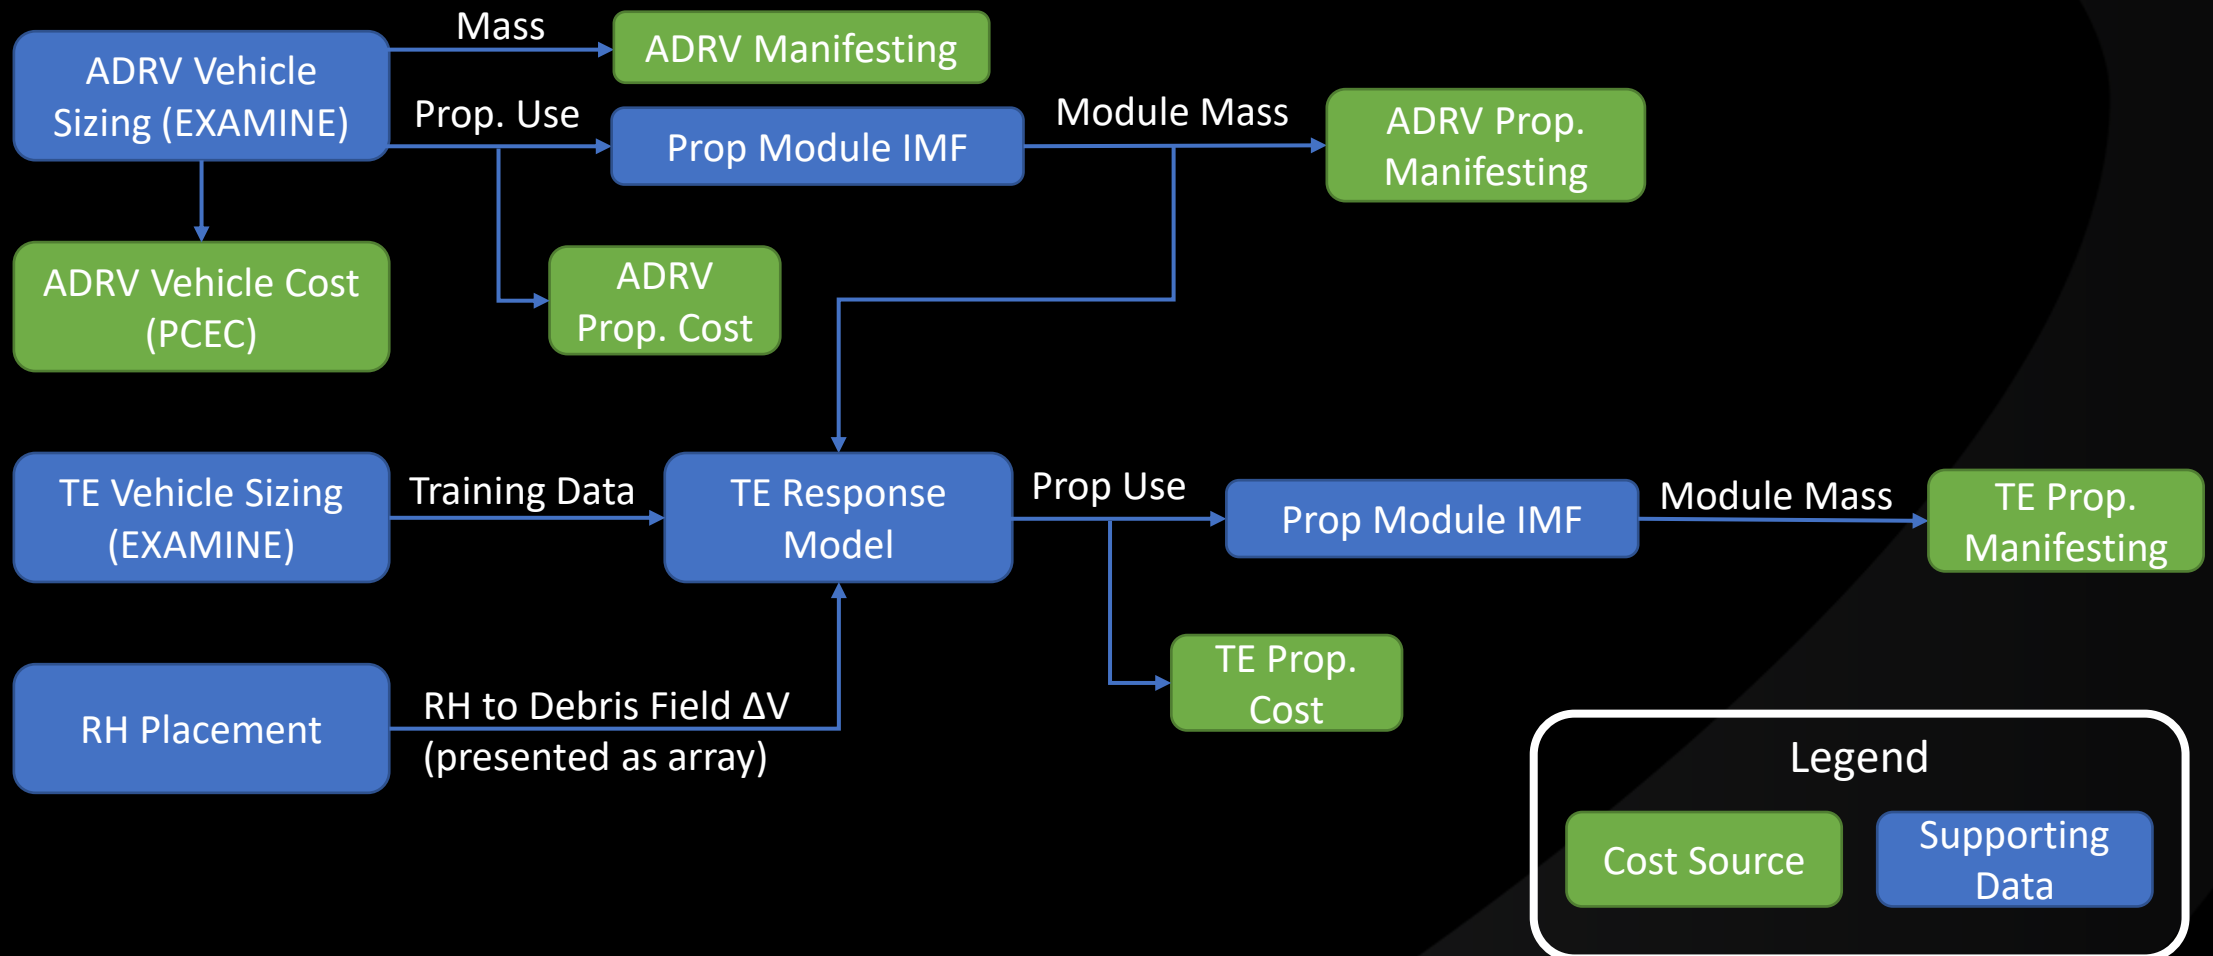 Mass
ADRV Manifesting
ADRV Vehicle
Sizing (EXAMINE)
Prop. Use
Prop Module IMF
Module Mass
ADRV Prop.
Manifesting
ADRV Vehicle Cost
(PCEC)
ADRV
Prop. Cost
TE Vehicle Sizing
(EXAMINE)
Training Data
TE Response
Model
Prop Use
Prop Module IMF
Module Mass
TE Prop.
Manifesting
TE Prop.
Cost
RH Placement
RH to Debris Field ΔV
(presented as array)
Legend
Cost Source
Supporting
Data